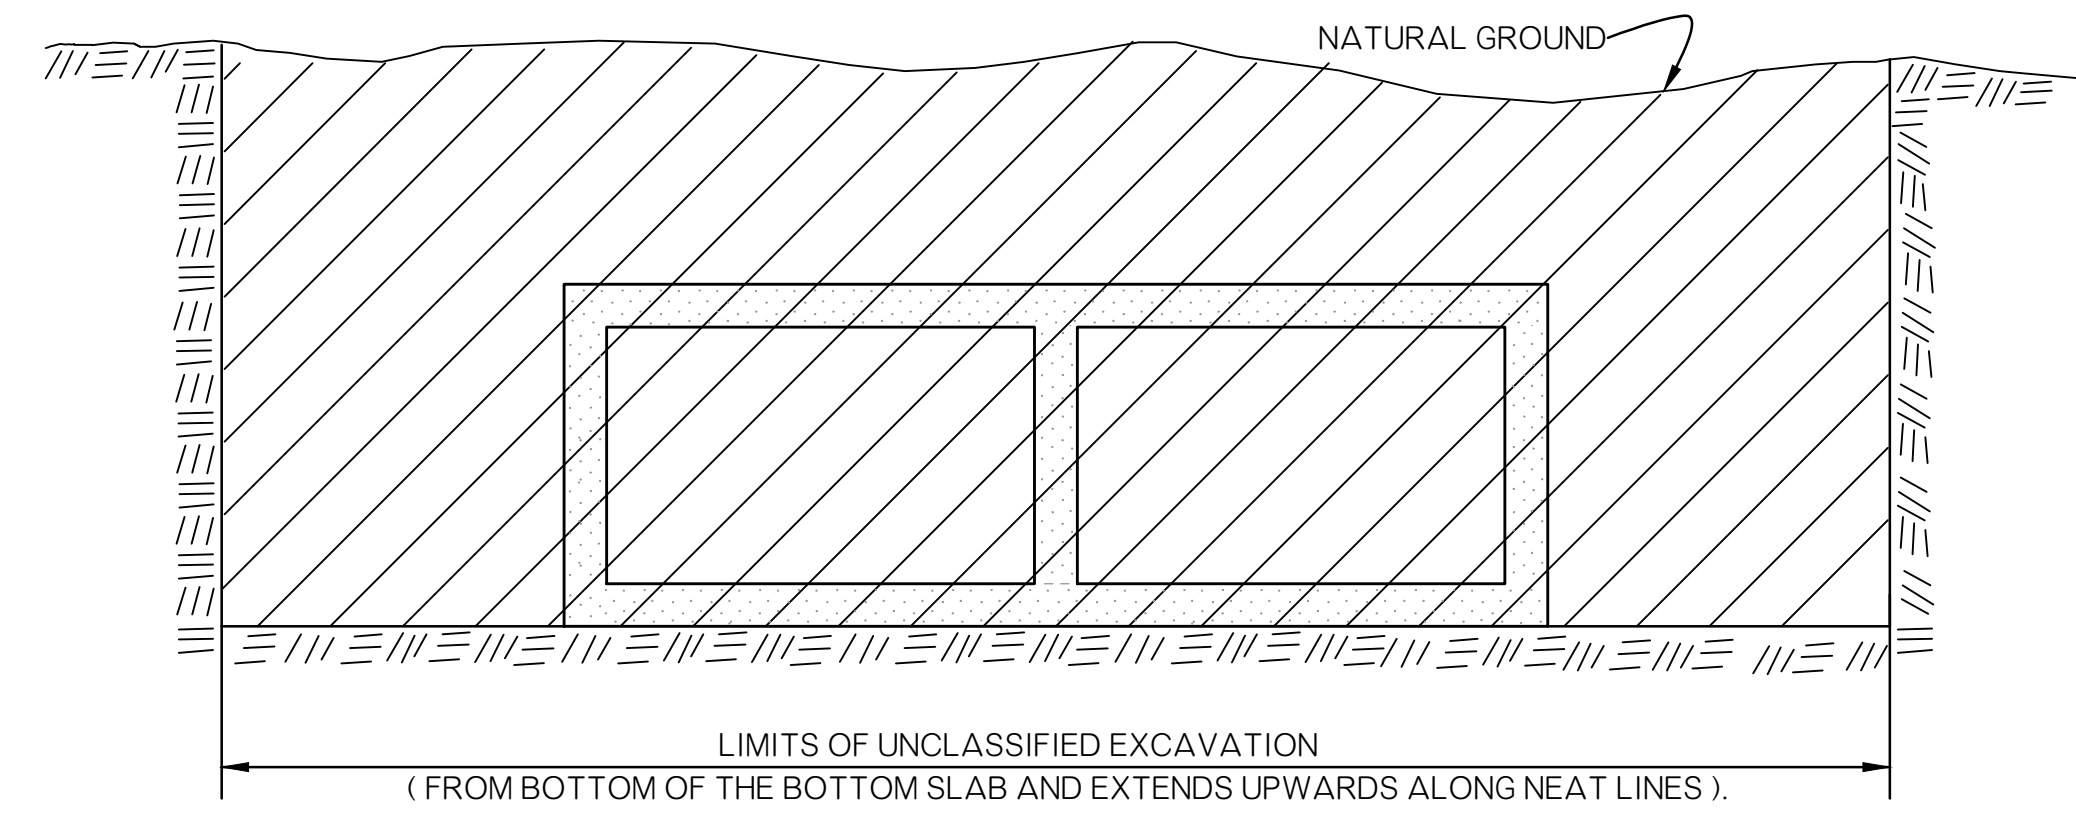 NATURAL GROUND
LIMITS OF UNCLASSIFIED EXCAVATION
( FROM BOTTOM OF THE BOTTOM SLAB AND EXTENDS UPWARDS ALONG NEAT LINES ).